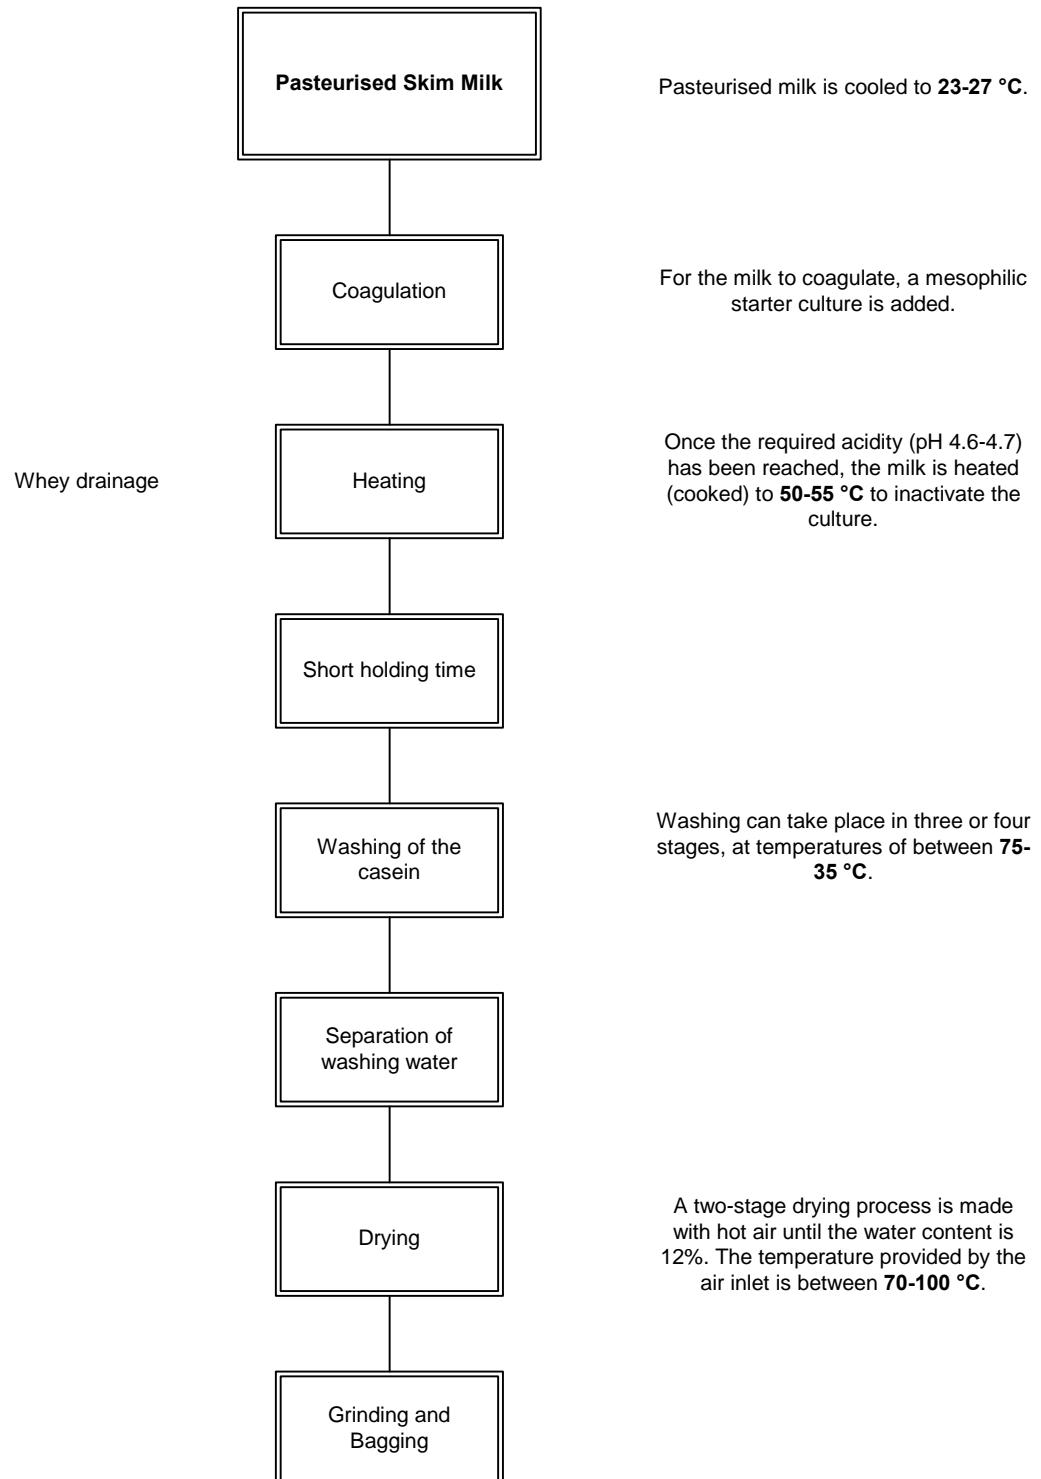 Pasteurised Skim Milk
Pasteurised milk is cooled to 23-27 °C.
Coagulation
For the milk to coagulate, a mesophilic
starter culture is added.
Whey drainage
Heating
Once the required acidity (pH 4.6-4.7)
has been reached, the milk is heated
(cooked) to 50-55 °C to inactivate the
culture.
Short holding time
Washing of the
casein
Washing can take place in three or four
stages, at temperatures of between 75-
35 °C.
Separation of
washing water
Drying
A two-stage drying process is made
with hot air until the water content is
12%. The temperature provided by the
air inlet is between 70-100 °C.
Grinding and
Bagging